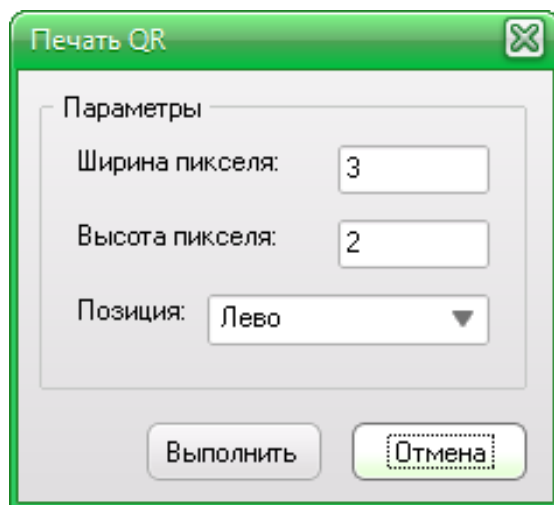 Печать QR
Параметры
Ширина пикселя: 3
Высота пикселя: 2
Позиция: Лево
Выполнить Отмена